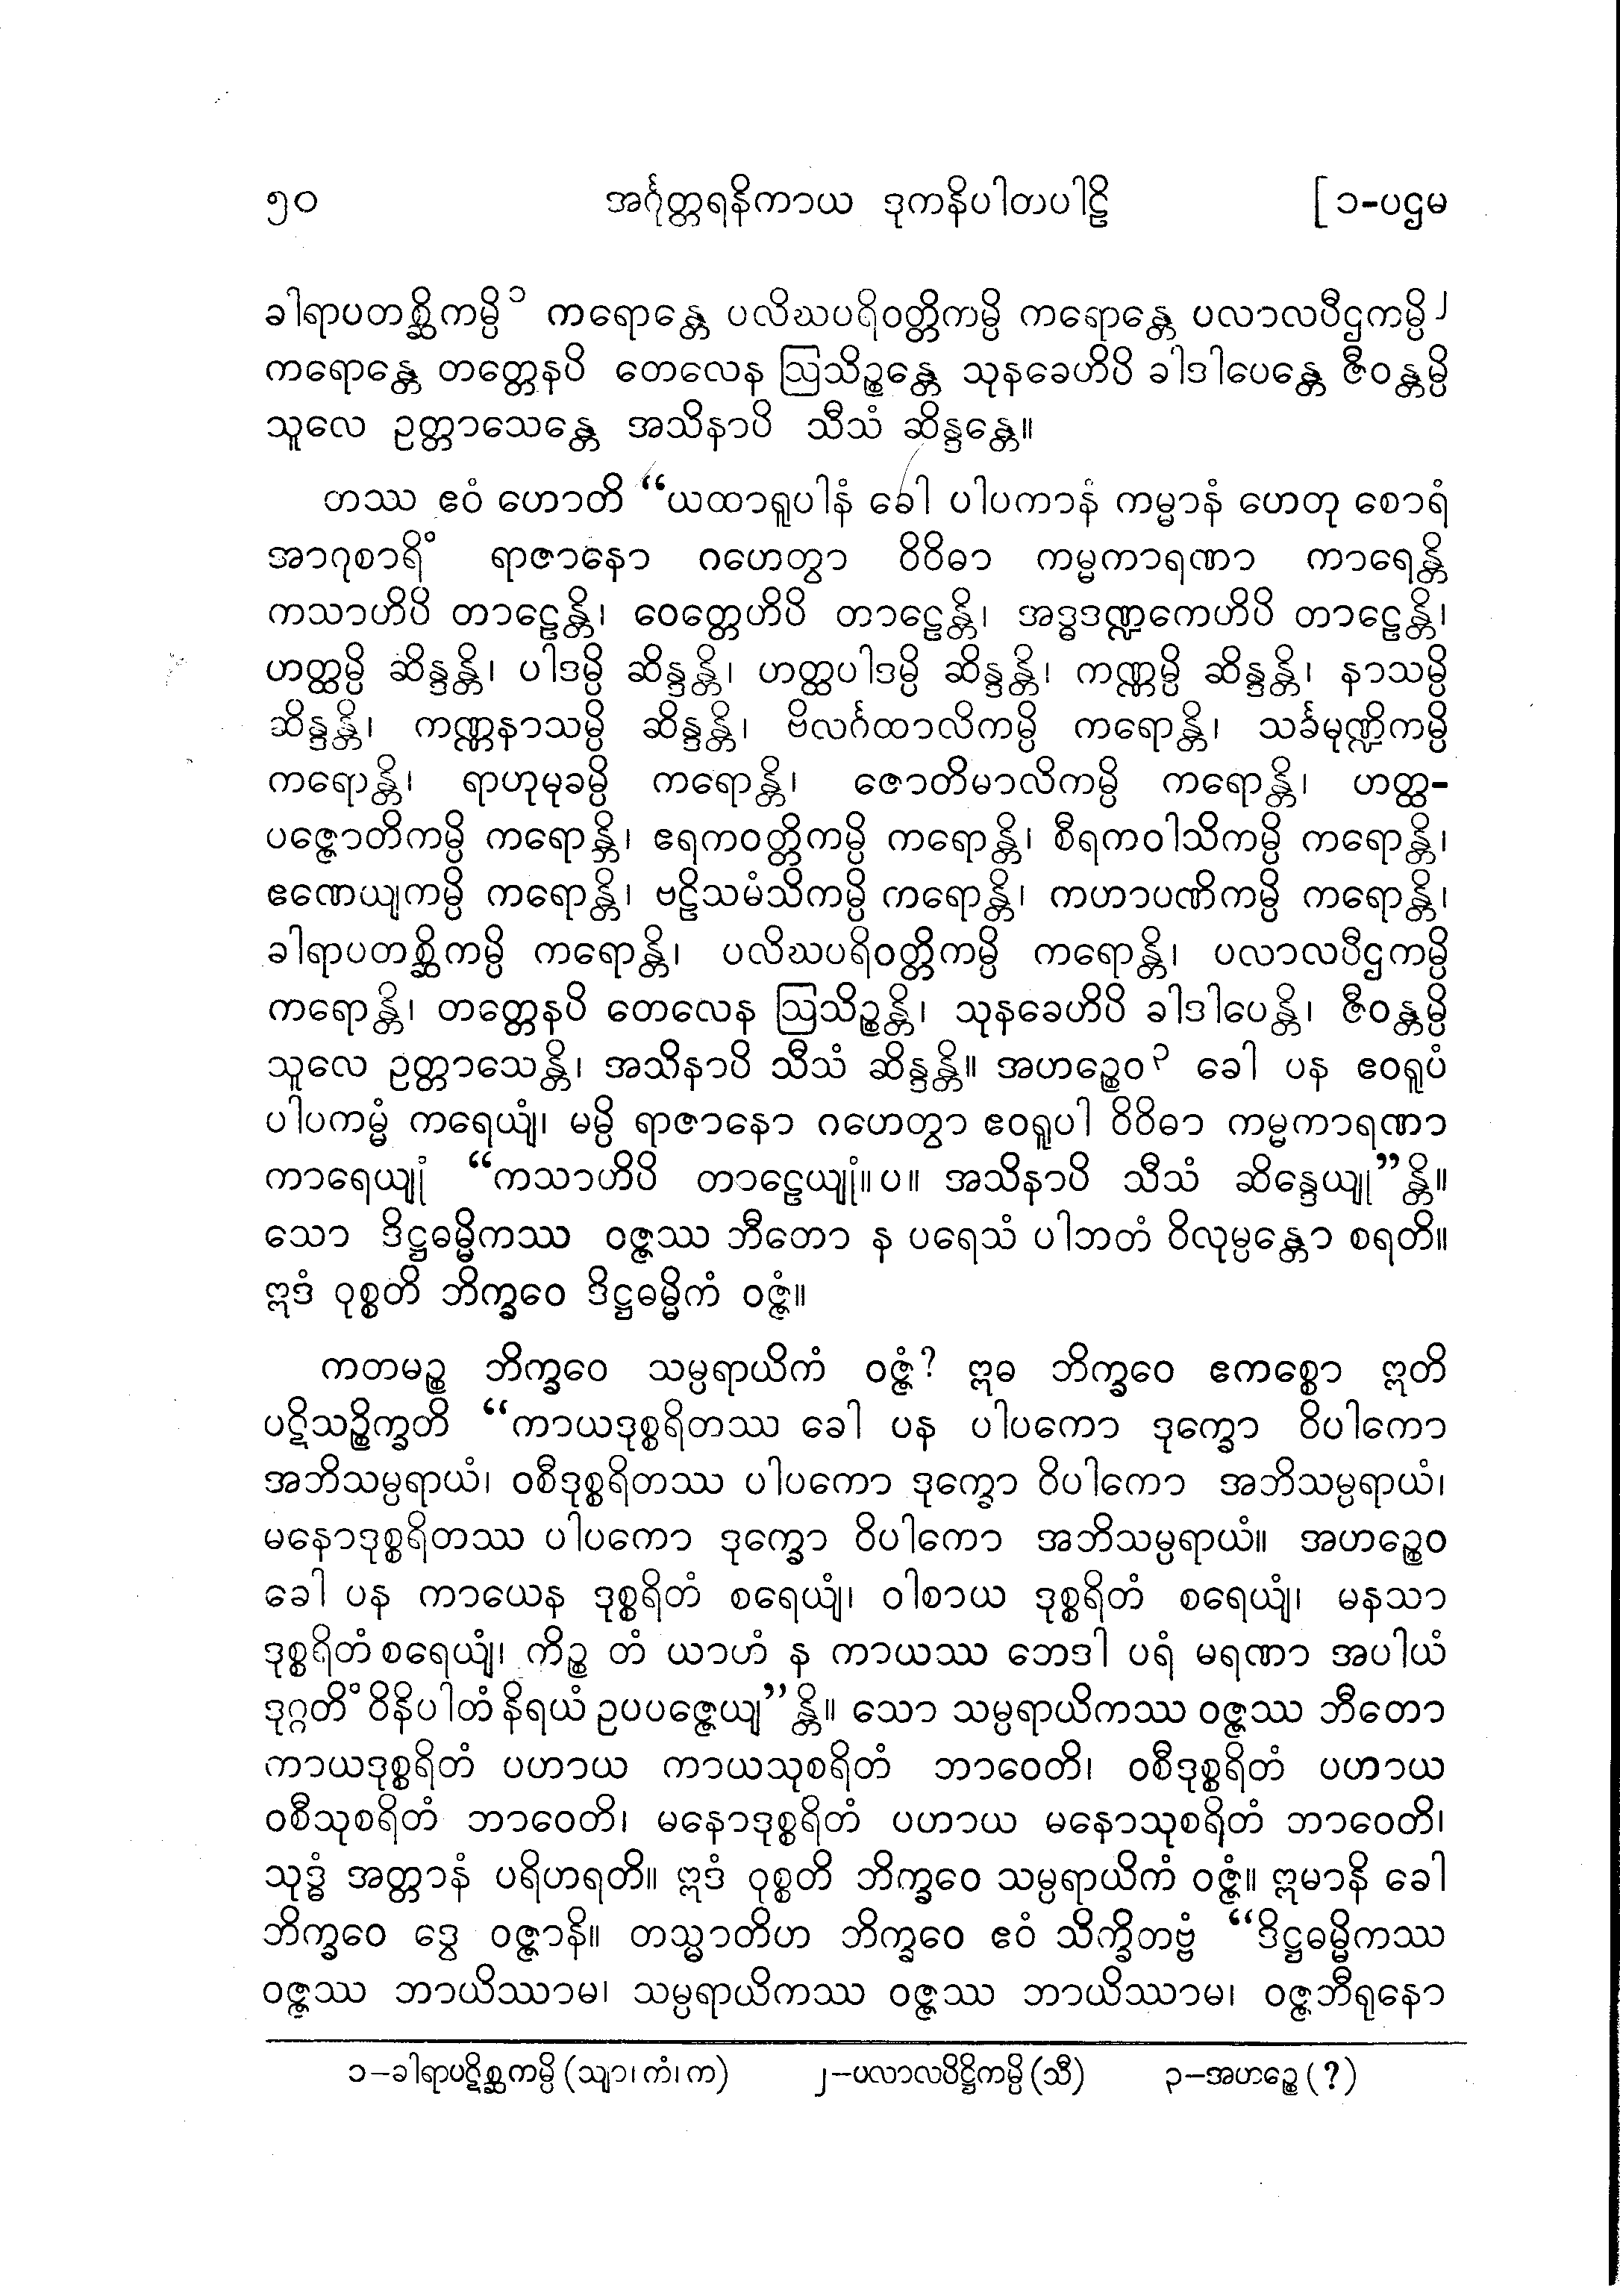 ၅၀ အင်္ဂုတ္တရနိကာယ ဒုကနိပါတပါဠိ [ ၁-ပဌမ
ခါရာပတစ္ဆိကမ္ပိ၁ ကရောန္တေ ပလိဃပရိဝတ္တိကမ္ပိ ကရောန္တေ ပလာလပီဌကမ္ပိ၂
ကရောန္တေ တတ္တေနပိ တေလေန ဩသိဉ္စန္တေ သုနခေဟိပိ ခါဒါပေန္တေ ဇီဝန္တမ္ပိ
သူလေ ဥတ္တာသေန္တေ အသိနာပိ သီသံ ဆိန္ဒန္တေ။
တဿ ဧဝံ ဟောတိ “ယထာရူပါနံ ခေါ ပါပကာနံ ကမ္မာနံ ဟေတု စောရံ
အာဂုစာရိံ ရာဇာနော ဂဟေတွာ ဝိဝိဓာ ကမ္မကာရဏာ ကာရေန္တိ
ကသာဟိပိ တာဠေန္တိ၊ ဝေတ္တေဟိပိ တာဠေန္တိ၊ အဒ္ဓဒဏ္ဍကေဟိပိ တာဠေန္တိ၊
ဟတ္ထမ္ပိ ဆိန္ဒန္တိ၊ ပါဒမ္ပိ ဆိန္ဒန္တိ၊ ဟတ္ထပါဒမ္ပိ ဆိန္ဒန္တိ၊ ကဏ္ဏမ္ပိ ဆိန္ဒန္တိ၊ နာသမ္ပိ
ဆိန္ဒန္တိ၊ ကဏ္ဏနာသမ္ပိ ဆိန္ဒန္တိ၊ ဗိလင်္ဂထာလိကမ္ပိ ကရောန္တိ၊ သင်္ခမုဏ္ဍိကမ္ပိ
ကရောန္တိ၊ ရာဟုမုခမ္ပိ ကရောန္တိ၊ ဇောတိမာလိကမ္ပိ ကရောန္တိ၊ ဟတ္ထ-
ပဇ္ဇောတိကမ္ပိ ကရောန္တိ၊ ဧရကဝတ္တိကမ္ပိ ကရောန္တိ၊ စီရကဝါသိကမ္ပိ ကရောန္တိ၊
ဧဏေယျကမ္ပိ ကရောန္တိ၊ ဗဠိသမံသိကမ္ပိ ကရောန္တိ၊ ကဟာပဏိကမ္ပိ ကရောန္တိ၊
ခါရာပတစ္ဆိကမ္ပိ ကရောန္တိ၊ ပလိဃပရိဝတ္တိကမ္ပိ ကရောန္တိ၊ ပလာလပီဌကမ္ပိ
ကရောန္တိ၊ တတ္တေနပိ တေလေန ဩသိဉ္စန္တိ၊ သုနခေဟိပိ ခါဒါပေန္တိ၊ ဇီဝန္တမ္ပိ
သူလေ ဥတ္တာသေန္တိ၊ အသိနာပိ သီသံ ဆိန္ဒန္တိ။ အဟဉ္စေဝ၃ ခေါ ပန ဧဝရူပံ
ပါပကမ္မံ ကရေယျံ၊ မမ္ပိ ရာဇာနော ဂဟေတွာ ဧဝရူပါ ဝိဝိဓာ ကမ္မကာရဏာ
ကာရေယျုံ “ကသာဟိပိ တာဠေယျုံ။ပ။ အသိနာပိ သီသံ ဆိန္ဒေယျု”န္တိ။
သော ဒိဋ္ဌဓမ္မိကဿ ဝဇ္ဇဿ ဘီတော န ပရေသံ ပါဘတံ ဝိလုမ္ပန္တော စရတိ။
ဣဒံ ဝုစ္စတိ ဘိက္ခဝေ ဒိဋ္ဌဓမ္မိကံ ဝဇ္ဇံ။
ကတမဉ္စ ဘိက္ခဝေ သမ္ပရာယိကံ ဝဇ္ဇံ? ဣဓ ဘိက္ခဝေ ဧကစ္စော ဣတိ
ပဋိသဉ္စိက္ခတိ “ကာယဒုစ္စရိတဿ ခေါ ပန ပါပကော ဒုက္ခော ဝိပါကော
အဘိသမ္ပရာယံ၊ ဝစီဒုစ္စရိတဿ ပါပကော ဒုက္ခော ဝိပါကော အဘိသမ္ပရာယံ၊
မနောဒုစ္စရိတဿ ပါပကော ဒုက္ခော ဝိပါကော အဘိသမ္ပရာယံ။ အဟဉ္စေဝ
ခေါ ပန ကာယေန ဒုစ္စရိတံ စရေယျံ၊ ဝါစာယ ဒုစ္စရိတံ စရေယျံ၊ မနသာ
ဒုစ္စရိတံ စရေယျံ၊ ကိဉ္စ တံ ယာဟံ န ကာယဿ ဘေဒါ ပရံ မရဏာ အပါယံ
ဒုဂ္ဂတိံ ဝိနိပါတံ နိရယံ ဥပပဇ္ဇေယျ”န္တိ။ သော သမ္ပရာယိကဿ ဝဇ္ဇဿ ဘီတော
ကာယဒုစ္စရိတံ ပဟာယ ကာယသုစရိတံ ဘာဝေတိ၊ ဝစီဒုစ္စရိတံ ပဟာယ
ဝစီသုစရိတံ ဘာဝေတိ၊ မနောဒုစ္စရိတံ ပဟာယ မနောသုစရိတံ ဘာဝေတိ၊
သုဒ္ဓံ အတ္တာနံ ပရိဟရတိ။ ဣဒံ ဝုစ္စတိ ဘိက္ခဝေ သမ္ပရာယိကံ ဝဇ္ဇံ။ ဣမာနိ ခေါ
ဘိက္ခဝေ ဒွေ ဝဇ္ဇာနိ။ တသ္မာတိဟ ဘိက္ခဝေ ဧဝံ သိက္ခိတဗ္ဗံ “ဒိဋ္ဌဓမ္မိကဿ
ဝဇ္ဇဿ ဘာယိဿာမ၊ သမ္ပရာယိကဿ ဝဇ္ဇဿ ဘာယိဿာမ၊ ဝဇ္ဇဘီရုနော
၁–ခါရာပဋိစ္ဆကမ္ပိ (သျာ၊ ကံ၊ က) ၂–ပလာလပိဋ္ဌိကမ္ပိ (သီ) ၃–အဟဉ္စေ (?)